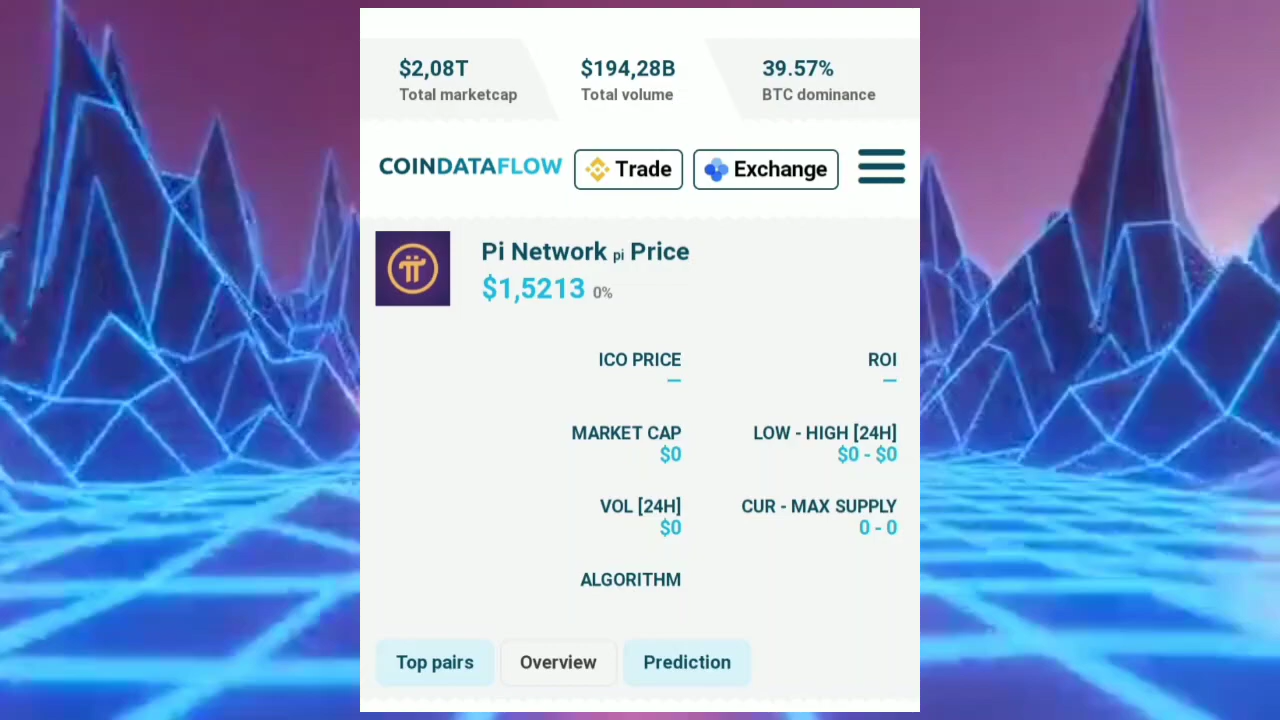 $2,08T $194,28B 39.57%
Total marketcap Total volume BTC dominance
COINDATAFLOW Trade Exchange
Pi Network pi Price
$1,5213 0%
ICO PRICE ROI
— —
MARKET CAP LOW - HIGH [24H]
$0 $0 - $0
VOL [24H] CUR - MAX SUPPLY
$0 0 - 0
ALGORITHM
Top pairs Overview Prediction